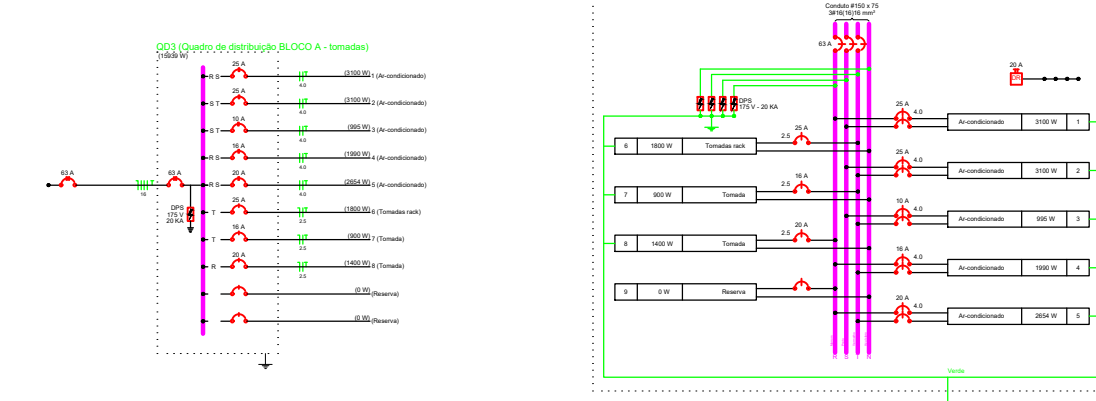 QD3 (Quadro de distribuição BLOCO A - tomadas)
(15939 W)
25 A
R S
4.0
(3100 W)
1 (Ar-condicionado)
25 A
S T
4.0
(3100 W)
2 (Ar-condicionado)
10 A
S T
4.0
(995 W)
3 (Ar-condicionado)
16 A
R S
4.0
(1990 W)
4 (Ar-condicionado)
63 A
16
63 A
20 A
R S
4.0
(2654 W)
5 (Ar-condicionado)
DPS
175 V
20 KA
25 A
T
2.5
(1800 W)
6 (Tomadas rack)
16 A
T
2.5
(900 W)
7 (Tomada)
20 A
R
2.5
(1400 W)
8 (Tomada)
(0 W)
(Reserva)
(0 W)
(Reserva)
Conduto #150 x 75
3#16(16)16 mm²
63 A
20 A
DR
DPS
175 V - 20 KA
6 1800 W Tomadas rack
2.5
25 A
7 900 W Tomada
2.5
16 A
8 1400 W Tomada
2.5
20 A
9 0 W Reserva
25 A
4.0
Ar-condicionado 3100 W 1
25 A
4.0
Ar-condicionado 3100 W 2
10 A
4.0
Ar-condicionado 995 W 3
16 A
4.0
Ar-condicionado 1990 W 4
20 A
4.0
Ar-condicionado 2654 W 5
R S T N
Verde